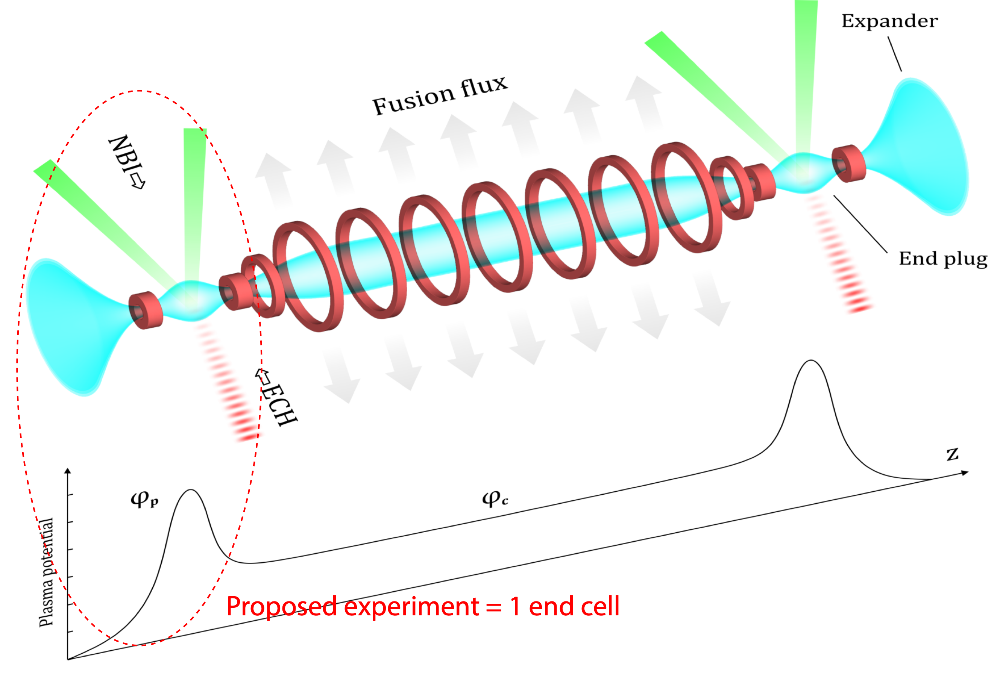 Expander
Fusion flux
NBI⇨
End plug
⇦ECH
z
φp
φc
Plasma potential
Proposed experiment = 1 end cell